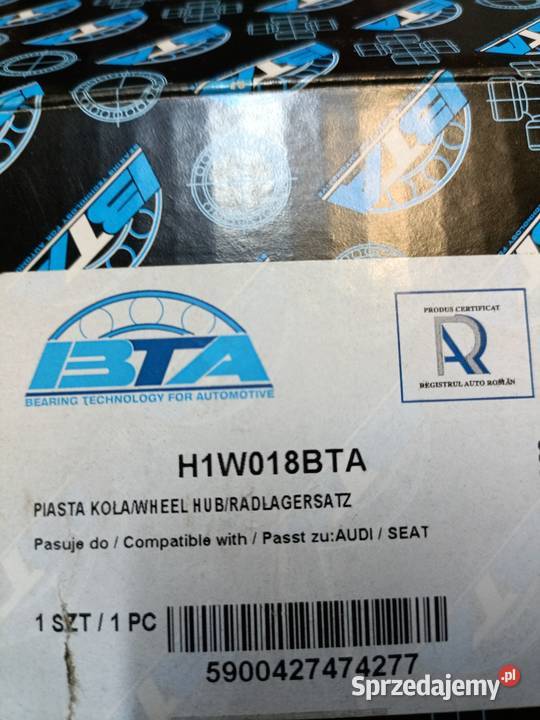 BTA
BEARING TECHNOLOGY FOR AUTOMOTIVE
PRODUS CERTIFICAT
RAR
REGISTRUL AUTO ROMÂN
H1W018BTA
PIASTA KOŁA/WHEEL HUB/RADLAGERSATZ
Pasuje do / Compatible with / Passt zu:AUDI / SEAT
1 SZT / 1 PC
5900427474277
Sprzedajemy.pl